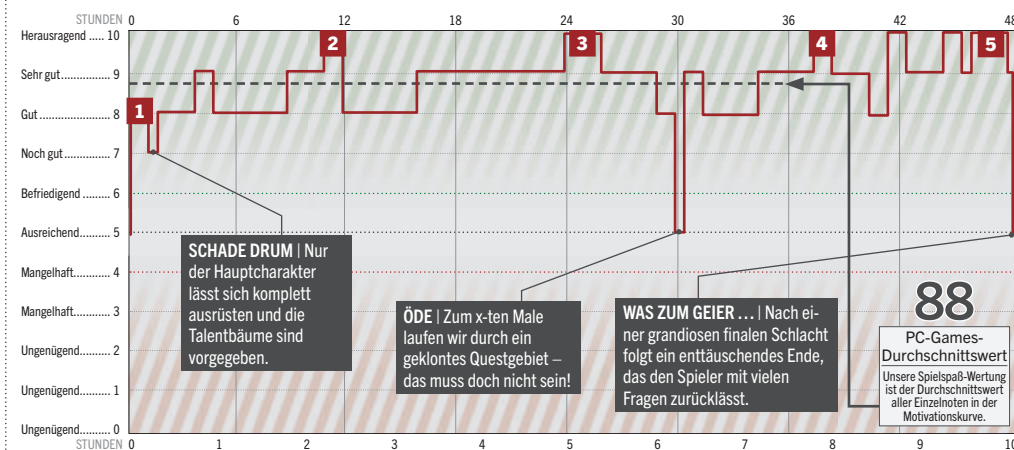 STUNDEN 0 6 12 18 24 30 36 42 48
Herausragend ..... 10
Sehr gut............... 9
Gut ....................... 8
Noch gut............... 7
Befriedigend ......... 6
Ausreichend.......... 5
Mangelhaft............ 4
Mangelhaft............ 3
Ungenügend ......... 2
Ungenügend ......... 1
Ungenügend ......... 0
1
2
3
4
5
SCHADE DRUM | Nur
der Hauptcharakter
lässt sich komplett
ausrüsten und die
Talentbäume sind
vorgegeben.
ÖDE | Zum x-ten Male
laufen wir durch ein
geklontes Questgebiet –
das muss doch nicht sein!
WAS ZUM GEIER ... | Nach ei-
ner grandiosen finalen Schlacht
folgt ein enttäuschendes Ende,
das den Spieler mit vielen
Fragen zurücklässt.
88
PC-Games-
Durchschnittswert
Unsere Spielspaß-Wertung
ist der Durchschnittswert
aller Einzelnoten in der
Motivationskurve.
STUNDEN 0 1 2 3 4 5 6 7 8 9 10